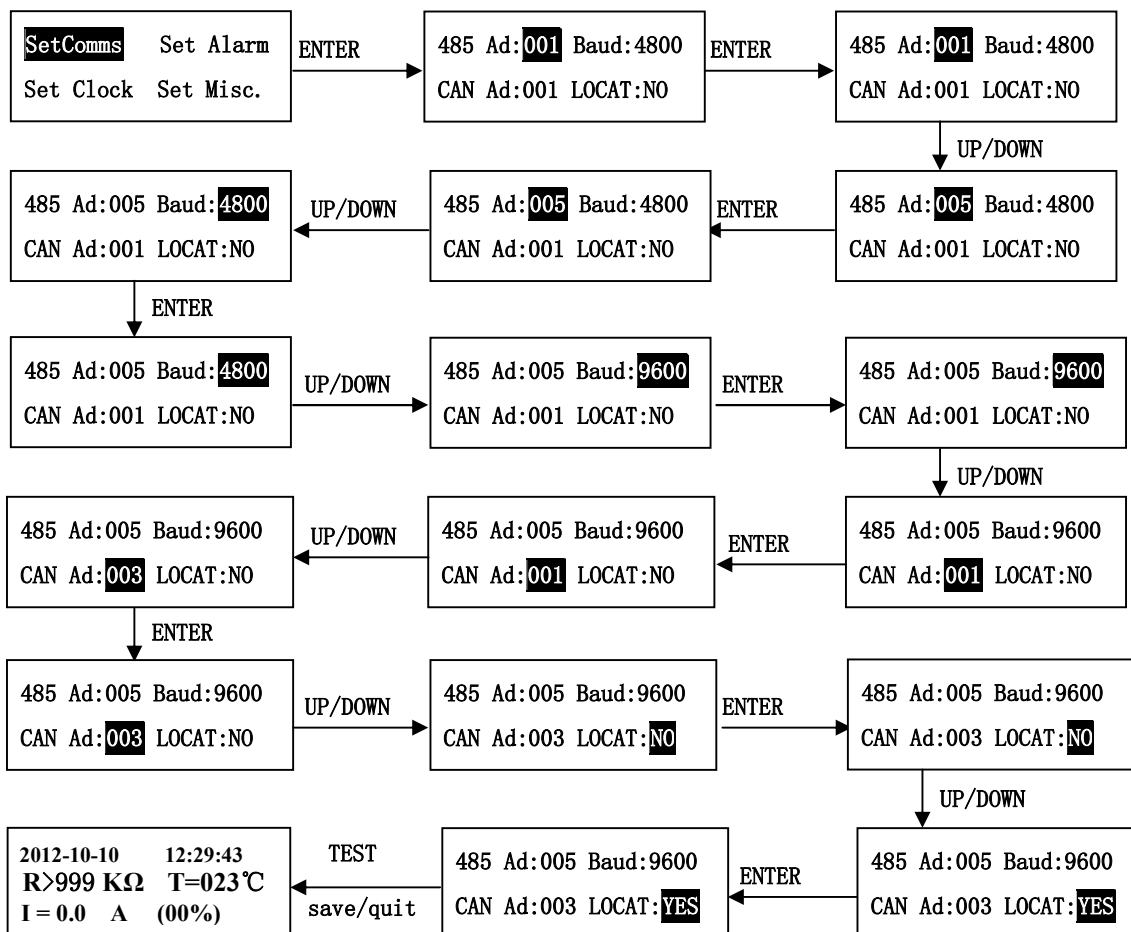 SetComms Set Alarm
Set Clock Set Misc.
ENTER
485 Ad:001 Baud:4800
CAN Ad:001 LOCAT:NO
ENTER
485 Ad:001 Baud:4800
CAN Ad:001 LOCAT:NO
UP/DOWN
485 Ad:005 Baud:4800
CAN Ad:001 LOCAT:NO
ENTER
485 Ad:005 Baud:4800
CAN Ad:001 LOCAT:NO
UP/DOWN
485 Ad:005 Baud:4800
CAN Ad:001 LOCAT:NO
ENTER
485 Ad:005 Baud:4800
CAN Ad:001 LOCAT:NO
UP/DOWN
485 Ad:005 Baud:9600
CAN Ad:001 LOCAT:NO
ENTER
485 Ad:005 Baud:9600
CAN Ad:001 LOCAT:NO
UP/DOWN
485 Ad:005 Baud:9600
CAN Ad:001 LOCAT:NO
ENTER
485 Ad:005 Baud:9600
CAN Ad:001 LOCAT:NO
UP/DOWN
485 Ad:005 Baud:9600
CAN Ad:003 LOCAT:NO
ENTER
485 Ad:005 Baud:9600
CAN Ad:003 LOCAT:NO
UP/DOWN
485 Ad:005 Baud:9600
CAN Ad:003 LOCAT:NO
ENTER
485 Ad:005 Baud:9600
CAN Ad:003 LOCAT:NO
UP/DOWN
485 Ad:005 Baud:9600
CAN Ad:003 LOCAT:YES
ENTER
485 Ad:005 Baud:9600
CAN Ad:003 LOCAT:YES
TEST
save/quit
2012-10-10 12:29:43
R>999 KΩ T=023℃
I = 0.0 A (00%)